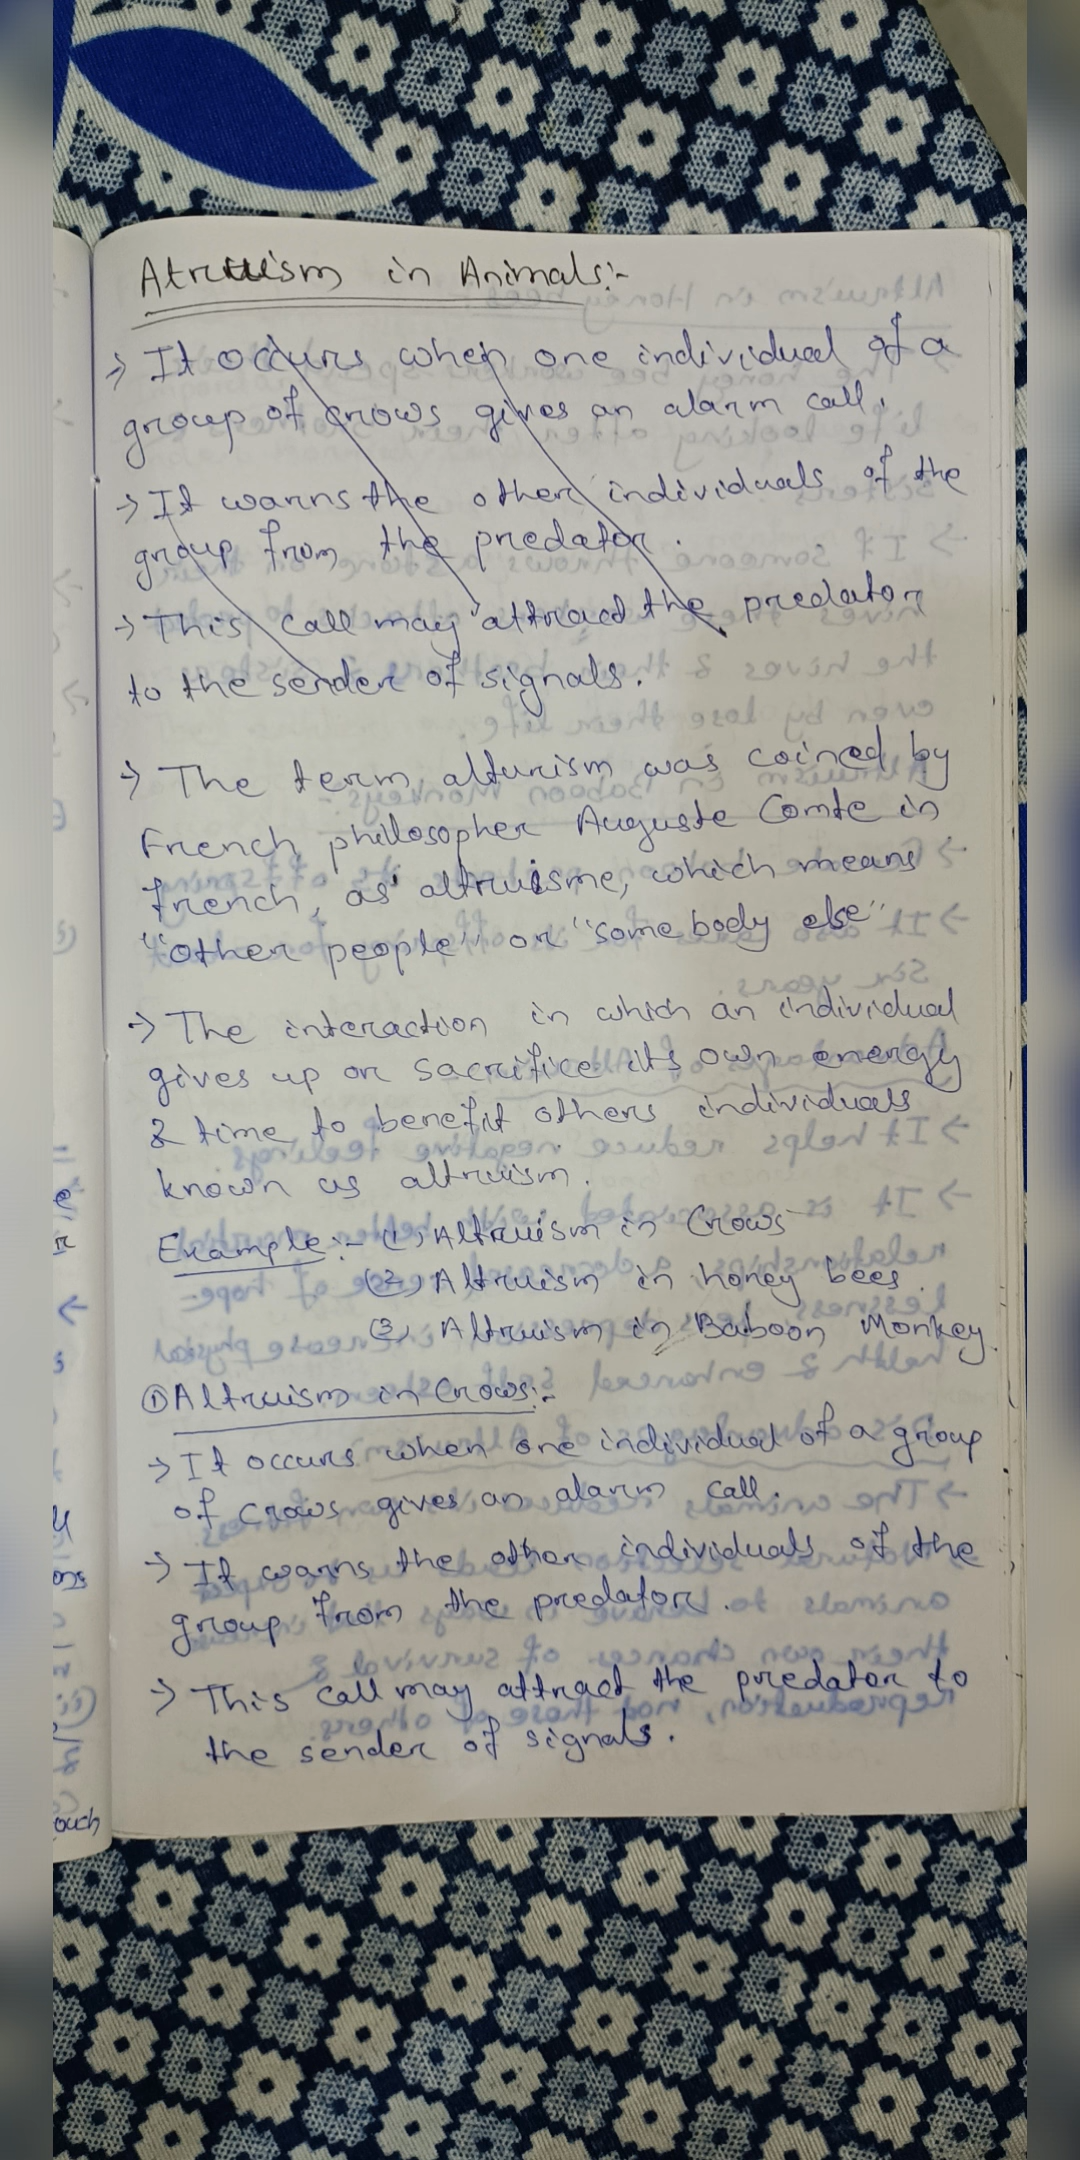 Altruism in Animals:-
→ It occurs when one individual of a
group of crows gives an alarm call.
→ It warns the other individuals of the
group from the predator.
→ This call may attract the predator
to the sender of signals.
→ The term alturism was coined by
French philosopher Auguste Comte in
french, as altruisme, which means
"other people" or "somebody else"
→ The interaction in which an individual
gives up or sacrifice its own energy
& time to benefit others individuals
known as altruism.
Example:- (1) Altruism in Crows
(2) Altruism in honey bees.
(3) Altruism in Baboon Monkey.
① Altruism in Crows:-
→ It occurs when one individual of a group
of crows gives an alarm call.
→ It warns the other individuals of the
group from the predator.
→ This call may attract the predator to
the sender of signals.
ouch